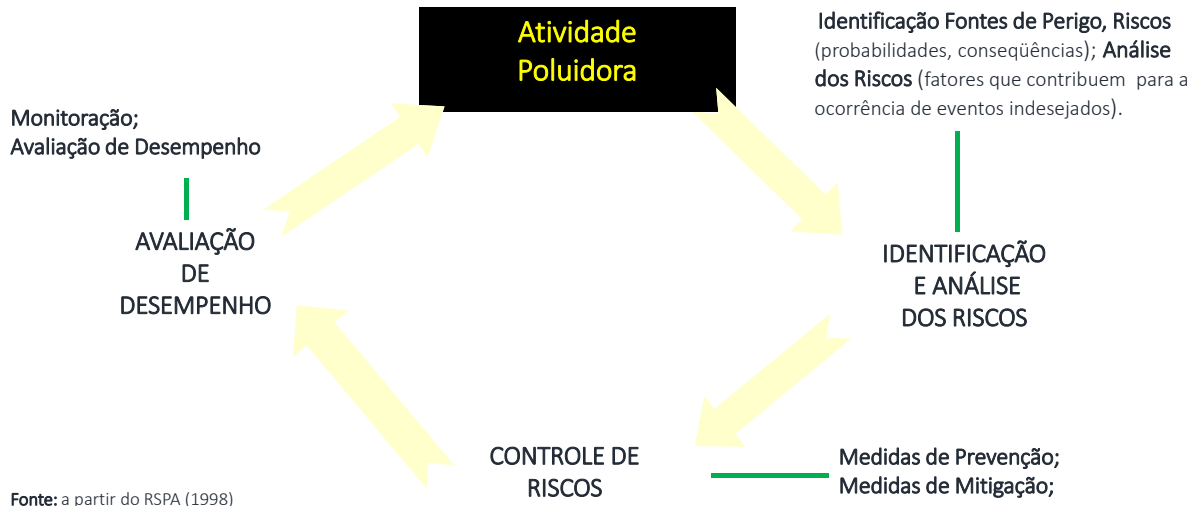 Atividade
Poluidora
Identificação Fontes de Perigo, Riscos
(probabilidades, conseqüências); Análise
dos Riscos (fatores que contribuem para a
ocorrência de eventos indesejados).
Monitoração;
Avaliação de Desempenho
AVALIAÇÃO
DE
DESEMPENHO
IDENTIFICAÇÃO
E ANÁLISE
DOS RISCOS
CONTROLE DE
RISCOS
Medidas de Prevenção;
Medidas de Mitigação;
Fonte: a partir do RSPA (1998)